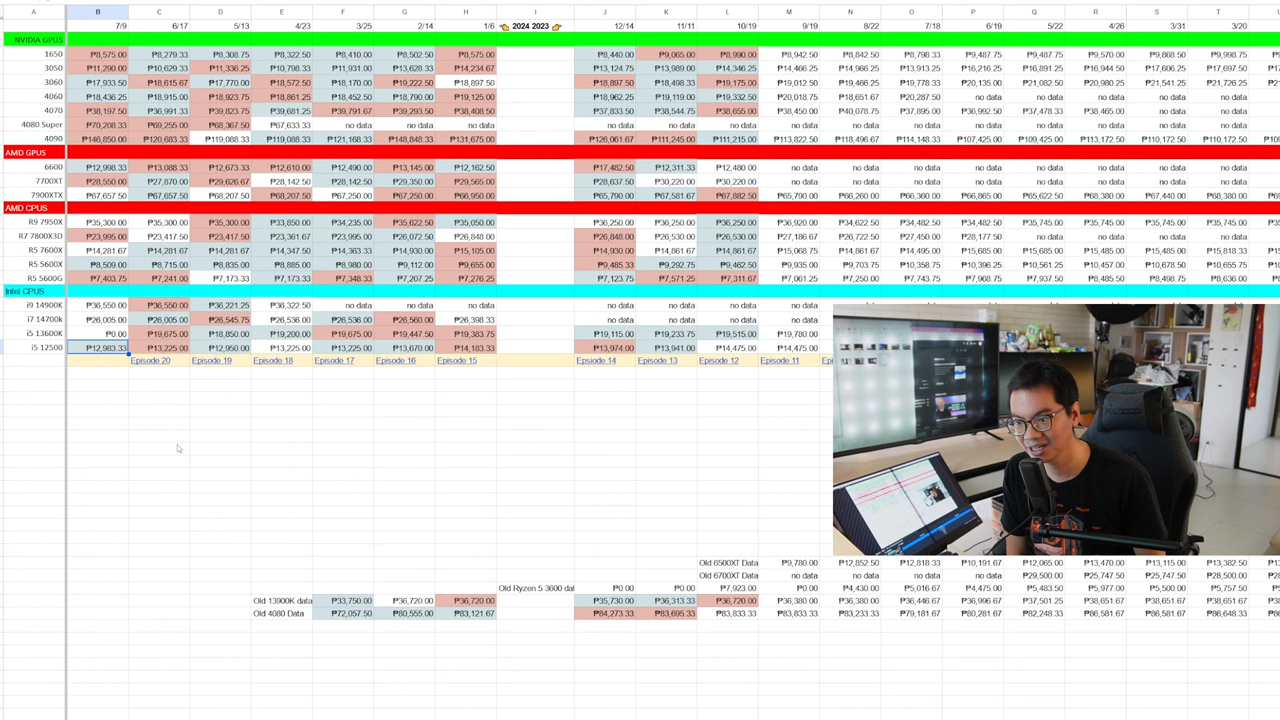 A B C D E F G H I J K L M N O P Q R S T
7/9 6/17 5/13 4/23 3/25 2/14 1/6 👈 2024 2023 👉 12/14 11/11 10/19 9/19 8/22 7/18 6/19 5/22 4/26 3/31 3/20
NVIDIA GPUS
1650 ₱8,575.00 ₱8,279.33 ₱8,308.75 ₱8,322.50 ₱8,410.00 ₱8,502.50 ₱8,575.00 ₱8,440.00 ₱9,065.00 ₱8,990.00 ₱8,942.50 ₱8,842.50 ₱8,798.33 ₱9,487.75 ₱9,487.75 ₱9,570.00 ₱9,868.50 ₱9,998.75
3050 ₱11,290.00 ₱10,629.33 ₱11,336.25 ₱10,798.33 ₱11,931.00 ₱13,628.33 ₱14,234.67 ₱13,124.75 ₱13,989.00 ₱14,346.25 ₱14,466.25 ₱14,966.25 ₱14,923.75 ₱16,216.25 ₱16,891.25 ₱16,944.50 ₱17,606.25 ₱17,697.50
3060 ₱17,933.50 ₱18,615.67 ₱17,770.00 ₱18,572.50 ₱18,170.00 ₱19,222.50 ₱18,897.50 ₱18,897.50 ₱18,498.33 ₱19,175.00 ₱19,012.50 ₱19,466.25 ₱19,778.33 ₱20,135.00 ₱21,082.50 ₱20,980.25 ₱21,541.25 ₱21,726.25
4060 ₱18,436.25 ₱18,915.00 ₱18,923.75 ₱18,861.25 ₱18,452.50 ₱18,790.00 ₱19,125.00 ₱18,962.25 ₱19,119.00 ₱19,332.50 ₱20,018.75 ₱18,651.67 ₱20,287.50 no data no data no data no data no data
4070 ₱38,197.50 ₱36,991.33 ₱39,823.75 ₱39,681.25 ₱39,791.67 ₱39,293.33 ₱38,408.50 ₱37,833.50 ₱38,544.75 ₱38,655.00 ₱38,450.00 ₱40,078.75 ₱37,895.00 ₱36,992.50 ₱37,478.33 ₱38,465.00 no data no data
4080 Super ₱70,208.33 ₱69,255.00 ₱68,367.50 ₱67,633.33 no data no data no data no data no data no data no data no data no data no data no data no data no data no data
4090 ₱146,850.00 ₱120,683.33 ₱119,088.33 ₱119,088.33 ₱121,168.33 ₱148,848.33 ₱131,675.00 ₱126,061.67 ₱111,245.00 ₱111,215.00 ₱113,822.50 ₱118,496.67 ₱114,148.33 ₱107,425.00 ₱109,425.00 ₱113,172.50 ₱110,172.50 ₱110,172.50
AMD GPUS
6600 ₱12,998.33 ₱13,088.33 ₱12,673.33 ₱12,610.00 ₱12,490.00 ₱13,145.00 ₱12,162.50 ₱17,482.50 ₱12,311.33 ₱12,480.00 no data no data no data no data no data no data no data no data
7700XT ₱28,550.00 ₱27,870.00 ₱29,626.67 ₱28,142.50 ₱28,142.50 ₱29,350.00 ₱29,565.00 ₱28,637.50 ₱30,220.00 ₱30,220.00 no data no data no data no data no data no data no data no data
7900XTX ₱67,657.50 ₱67,657.50 ₱68,207.50 ₱68,207.50 ₱67,250.00 ₱67,250.00 ₱66,950.00 ₱65,790.00 ₱67,581.67 ₱67,882.50 ₱65,790.00 ₱66,260.00 ₱66,360.00 ₱66,865.00 ₱65,622.50 ₱68,380.00 ₱67,440.00 ₱68,380.00
AMD CPUS
R9 7950X ₱35,300.00 ₱35,300.00 ₱35,300.00 ₱33,850.00 ₱34,235.00 ₱35,622.50 ₱35,050.00 ₱36,250.00 ₱36,250.00 ₱36,250.00 ₱36,920.00 ₱34,622.50 ₱34,482.50 ₱34,482.50 ₱35,745.00 ₱35,745.00 ₱35,745.00 ₱35,745.00
R7 7800X3D ₱23,995.00 ₱23,417.50 ₱23,417.50 ₱23,361.67 ₱23,995.00 ₱26,072.50 ₱26,848.00 ₱26,848.00 ₱26,530.00 ₱26,530.00 ₱27,186.67 ₱26,722.50 ₱27,450.00 ₱28,177.50 no data no data no data no data
R5 7600X ₱14,281.67 ₱14,281.67 ₱14,281.67 ₱14,347.50 ₱14,363.33 ₱14,930.00 ₱15,105.00 ₱14,930.00 ₱14,861.67 ₱14,861.67 ₱15,068.75 ₱14,491.25 ₱14,495.00 ₱15,685.00 ₱15,485.00 ₱15,485.00 ₱15,485.00 ₱15,818.33
R5 5600X ₱8,509.00 ₱8,715.00 ₱8,835.00 ₱8,885.00 ₱8,980.00 ₱9,112.00 ₱9,655.00 ₱9,485.33 ₱9,292.75 ₱9,462.50 ₱9,935.00 ₱9,703.75 ₱10,358.75 ₱10,396.25 ₱10,561.25 ₱10,457.00 ₱10,678.50 ₱10,655.75
R5 5600G ₱7,403.75 ₱7,241.00 ₱7,173.33 ₱7,173.33 ₱7,348.33 ₱7,207.25 ₱7,276.25 ₱7,123.75 ₱7,571.25 ₱7,311.67 ₱7,061.25 ₱7,250.00 ₱7,743.75 ₱7,968.75 ₱7,937.50 ₱8,485.50 ₱8,508.75 ₱8,636.00
Intel CPUS
i9 14900K ₱36,550.00 ₱36,550.00 ₱36,221.25 ₱36,322.50 no data no data no data no data no data no data no data
i7 14700k ₱26,005.00 ₱26,005.00 ₱26,545.75 ₱26,536.00 ₱26,536.00 ₱26,560.00 ₱26,398.33 no data no data no data no data
i5 13600K ₱0.00 ₱19,675.00 ₱18,850.00 ₱19,200.00 ₱19,675.00 ₱19,447.50 ₱19,383.75 ₱19,115.00 ₱19,233.75 ₱19,515.00 ₱19,780.00
i5 12500 ₱12,983.33 ₱13,225.00 ₱12,950.00 ₱13,225.00 ₱13,225.00 ₱13,670.00 ₱14,183.33 ₱13,974.00 ₱13,941.00 ₱14,475.00 ₱14,475.00
Episode 20 Episode 19 Episode 18 Episode 17 Episode 16 Episode 15 Episode 14 Episode 13 Episode 12 Episode 11
Old 6500XT Data ₱9,780.00 ₱12,852.50 ₱12,818.33 ₱10,191.67 ₱12,065.00 ₱13,470.00 ₱13,115.00 ₱13,382.50
Old 6700XT Data no data no data no data no data ₱29,500.00 ₱25,747.50 ₱25,747.50 ₱28,500.00
Old Ryzen 5 3600 dat ₱0.00 ₱0.00 ₱7,923.00 ₱0.00 ₱4,430.00 ₱5,016.67 ₱4,475.00 ₱5,483.50 ₱5,977.00 ₱5,500.00 ₱5,757.50
Old 13900K data ₱33,750.00 ₱36,720.00 ₱36,720.00 ₱35,730.00 ₱36,313.33 ₱36,720.00 ₱36,380.00 ₱36,380.00 ₱36,446.67 ₱36,996.67 ₱37,501.25 ₱38,651.67 ₱38,651.67 ₱38,651.67
Old 4080 Data ₱72,057.50 ₱80,555.00 ₱83,121.67 ₱84,273.33 ₱83,695.33 ₱83,833.33 ₱83,833.33 ₱83,233.33 ₱79,181.67 ₱80,281.67 ₱82,248.33 ₱86,581.67 ₱86,581.67 ₱86,648.33